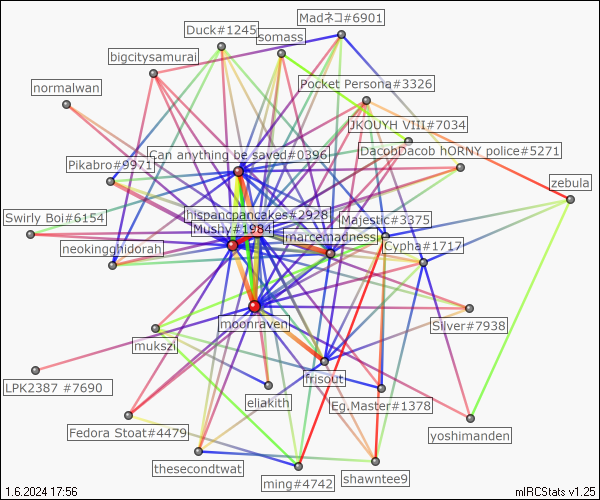 Madネコ#6901
Duck#1245
somass
bigcitysamurai
Pocket Persona#3326
normalwan
JKOUYH VIII#7034
DacobDacob hORNY police#5271
Can anything be saved#0396
Pikabro#9971
zebula
Swirly Boi#6154
hispancpancakes#2928
Majestic#3375
Mushy#1984
marcemadness
neokingghidorah
Cypha#1717
moonraven
Silver#7938
mukszi
frisout
LPK2387 #7690
eliakith
Eg.Master#1378
Fedora Stoat#4479
yoshimanden
thesecondtwat
shawntee9
ming#4742
1.6.2024 17:56
mIRCStats v1.25